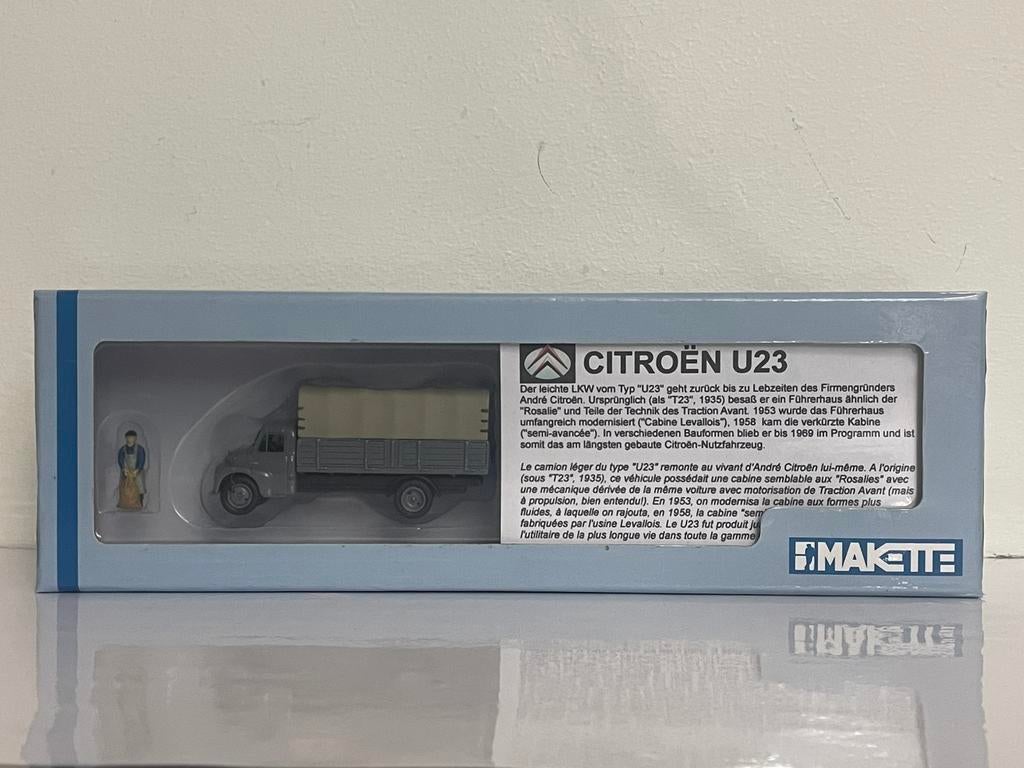 CITROËN U23
Der leichte LKW vom Typ "U23" geht zurück bis zu Lebzeiten des Firmengründers
André Citroën. Ursprünglich (als "T23", 1935) besaß er ein Führerhaus ähnlich der
"Rosalie" und Teile der Technik des Traction Avant. 1953 wurde das Führerhaus
umfangreich modernisiert ("Cabine Levallois"), 1958 kam die verkürzte Kabine
("semi-avancée"). In verschiedenen Bauformen blieb er bis 1969 im Programm und ist
somit das am längsten gebaute Citroën-Nutzfahrzeug.
Le camion léger du type "U23" remonte au vivant d'André Citroën lui-même. A l'origine
(sous "T23", 1935), ce véhicule possédait une cabine semblable aux "Rosalies" avec
une mécanique dérivée de la même voiture avec motorisation de Traction Avant (mais
à propulsion, bien entendu!). En 1953, on modernisa la cabine aux formes plus
fluides, à laquelle on rajouta, en 1958, la cabine "sem
fabriquées par l'usine Levallois. Le U23 fut produit ju
l'utilitaire de la plus longue vie dans toute la gamme
MAKETTE